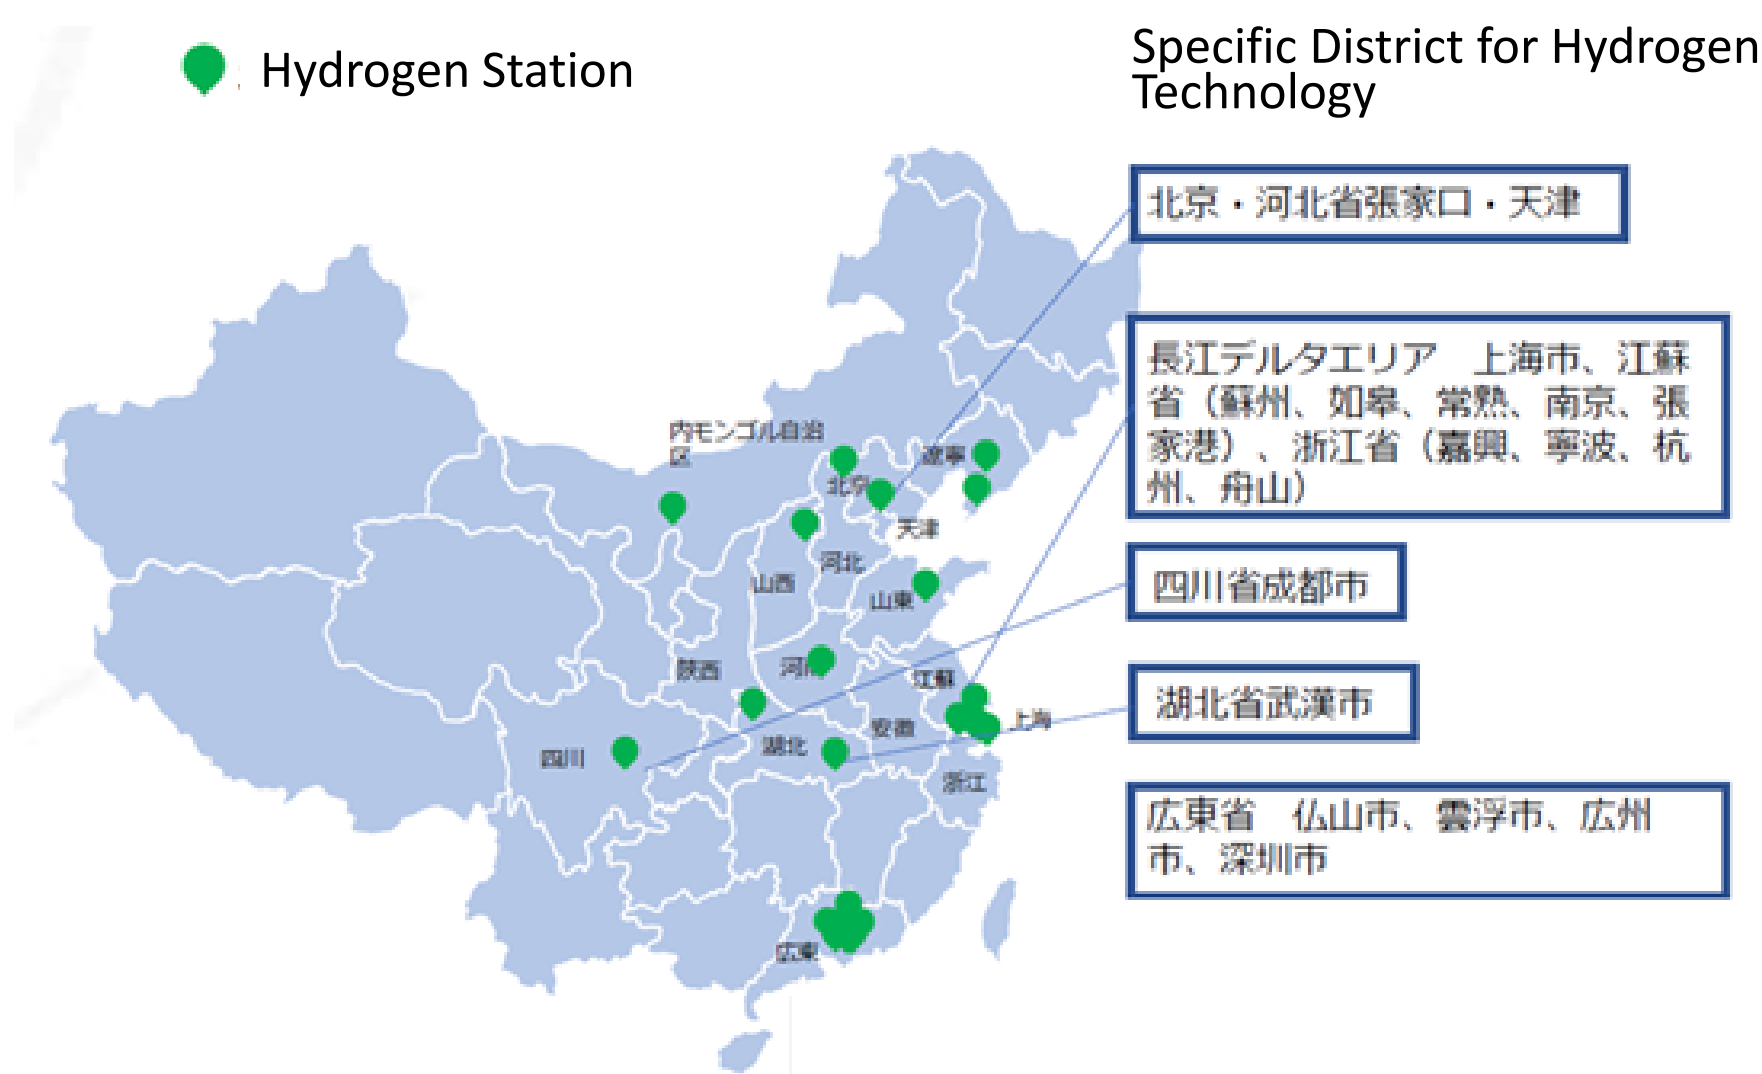 Hydrogen Station
Specific District for Hydrogen
Technology
北京・河北省張家口・天津
長江デルタエリア　上海市、江蘇
省（蘇州、如皋、常熟、南京、張
家港）、浙江省（嘉興、寧波、杭
州、舟山）
四川省成都市
湖北省武漢市
広東省　仏山市、雲浮市、広州
市、深圳市
内モンゴル自治
区
遼寧
北京
天津
河北
山西
山東
陝西
河南
江蘇
上海
安徽
湖北
四川
浙江
広東